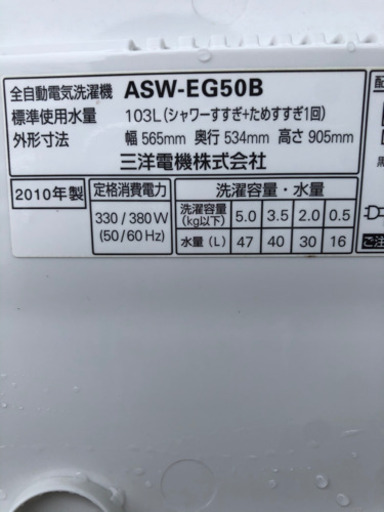 全自動電気洗濯機 ASW-EG50B
標準使用水量 103L(シャワーすすぎ+ためすすぎ1回)
外形寸法 幅 565mm 奥行 534mm 高さ 905mm
三洋電機株式会社
2010年製
定格消費電力
330/380W
(50/60Hz)
洗濯容量・水量
洗濯容量(kg以下) 5.0 3.5 2.0 0.5
水量(L) 47 40 30 16
配
黒
ご注